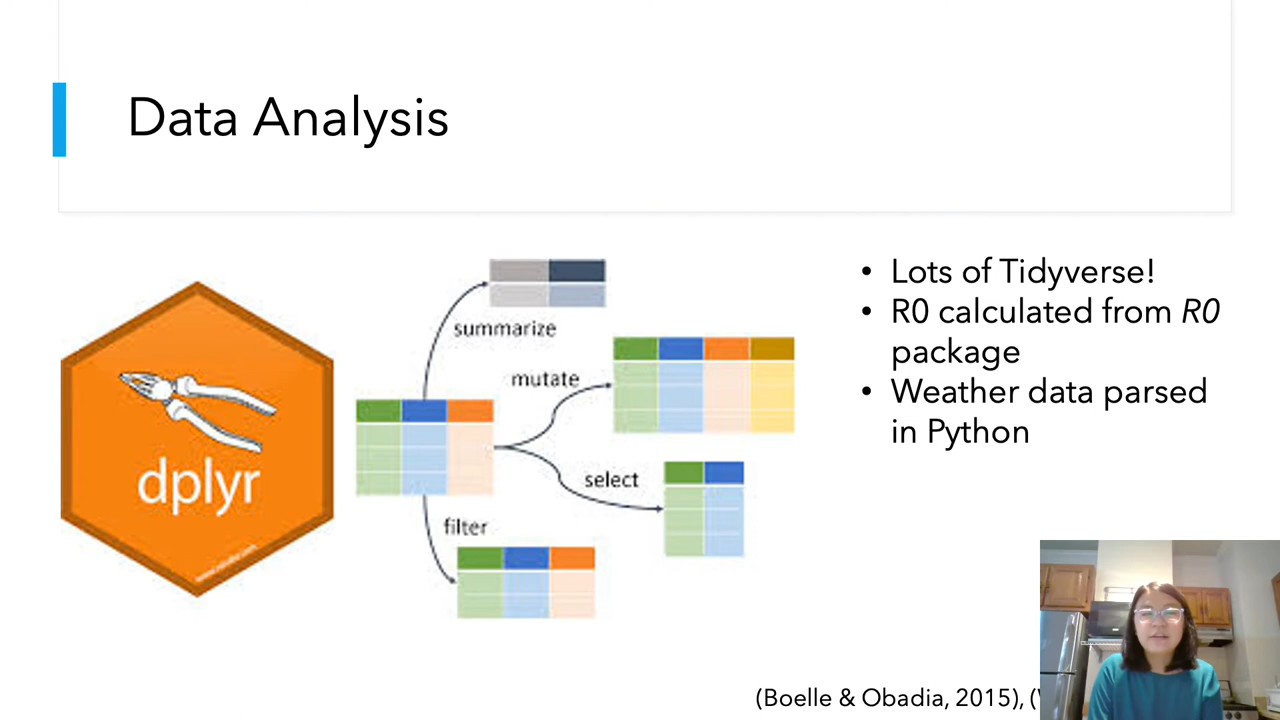 Data Analysis
summarize
mutate
select
filter
dplyr
• Lots of Tidyverse!
• R0 calculated from R0
package
• Weather data parsed
in Python
(Boelle & Obadia, 2015), (